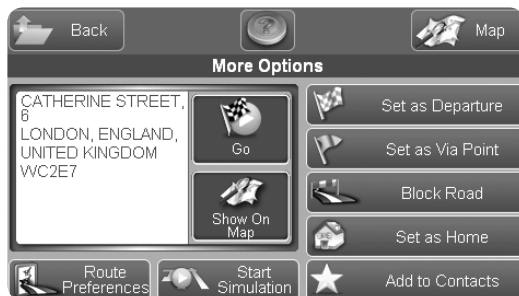 Back
Map
More Options
CATHERINE STREET,
6
LONDON, ENGLAND,
UNITED KINGDOM
WC2E7
Go
Show On
Map
Set as Departure
Set as Via Point
Block Road
Set as Home
Add to Contacts
Route
Preferences
Start
Simulation